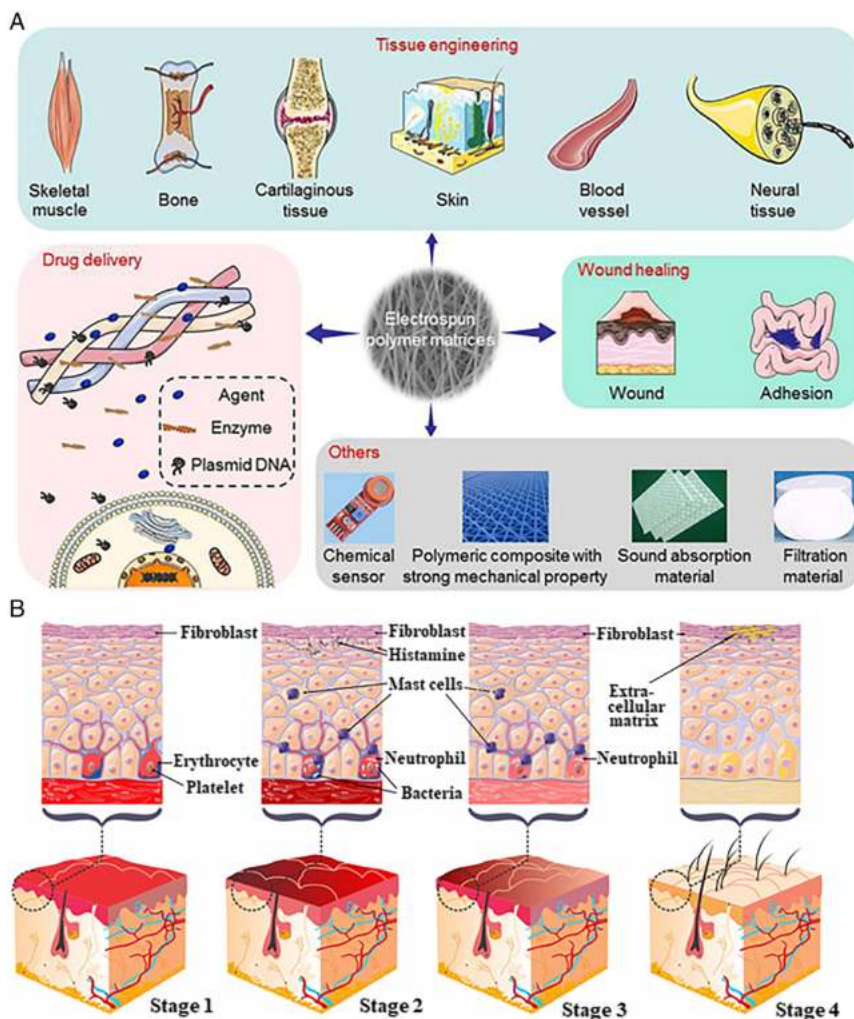 A
Tissue engineering
Skeletal
muscle
Bone
Cartilaginous
tissue
Skin
Blood
vessel
Neural
tissue
Drug delivery
Agent
Enzyme
Plasmid DNA
Electrospun
polymer matrices
Wound healing
Wound
Adhesion
Others
Chemical
sensor
Polymeric composite with
strong mechanical property
Sound absorption
material
Filtration
material
B
Fibroblast
Erythrocyte
Platelet
Fibroblast
Histamine
Mast cells
Neutrophil
Bacteria
Fibroblast
Extra-
cellular
matrix
Neutrophil
Stage 1
Stage 2
Stage 3
Stage 4